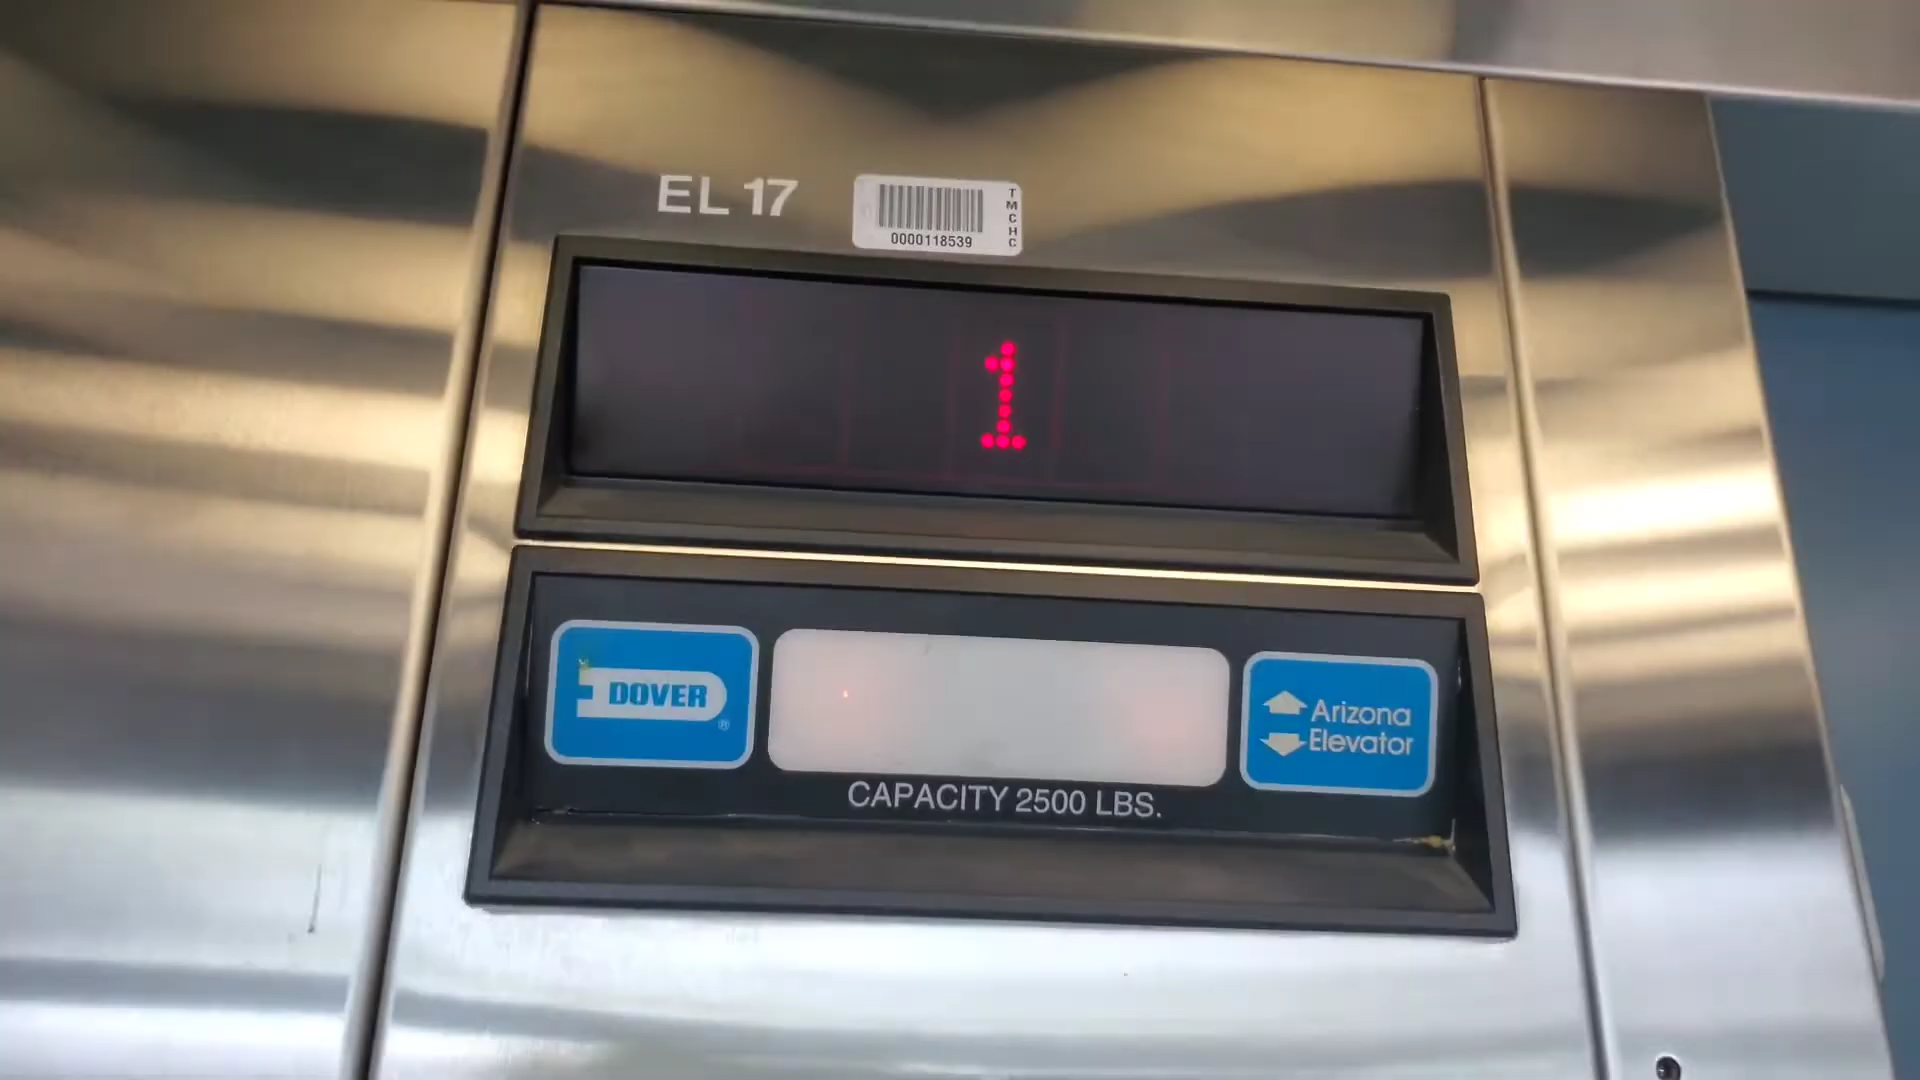 EL 17
TMCHC
0000118539
1
DOVER
®
CAPACITY 2500 LBS.
Arizona
Elevator